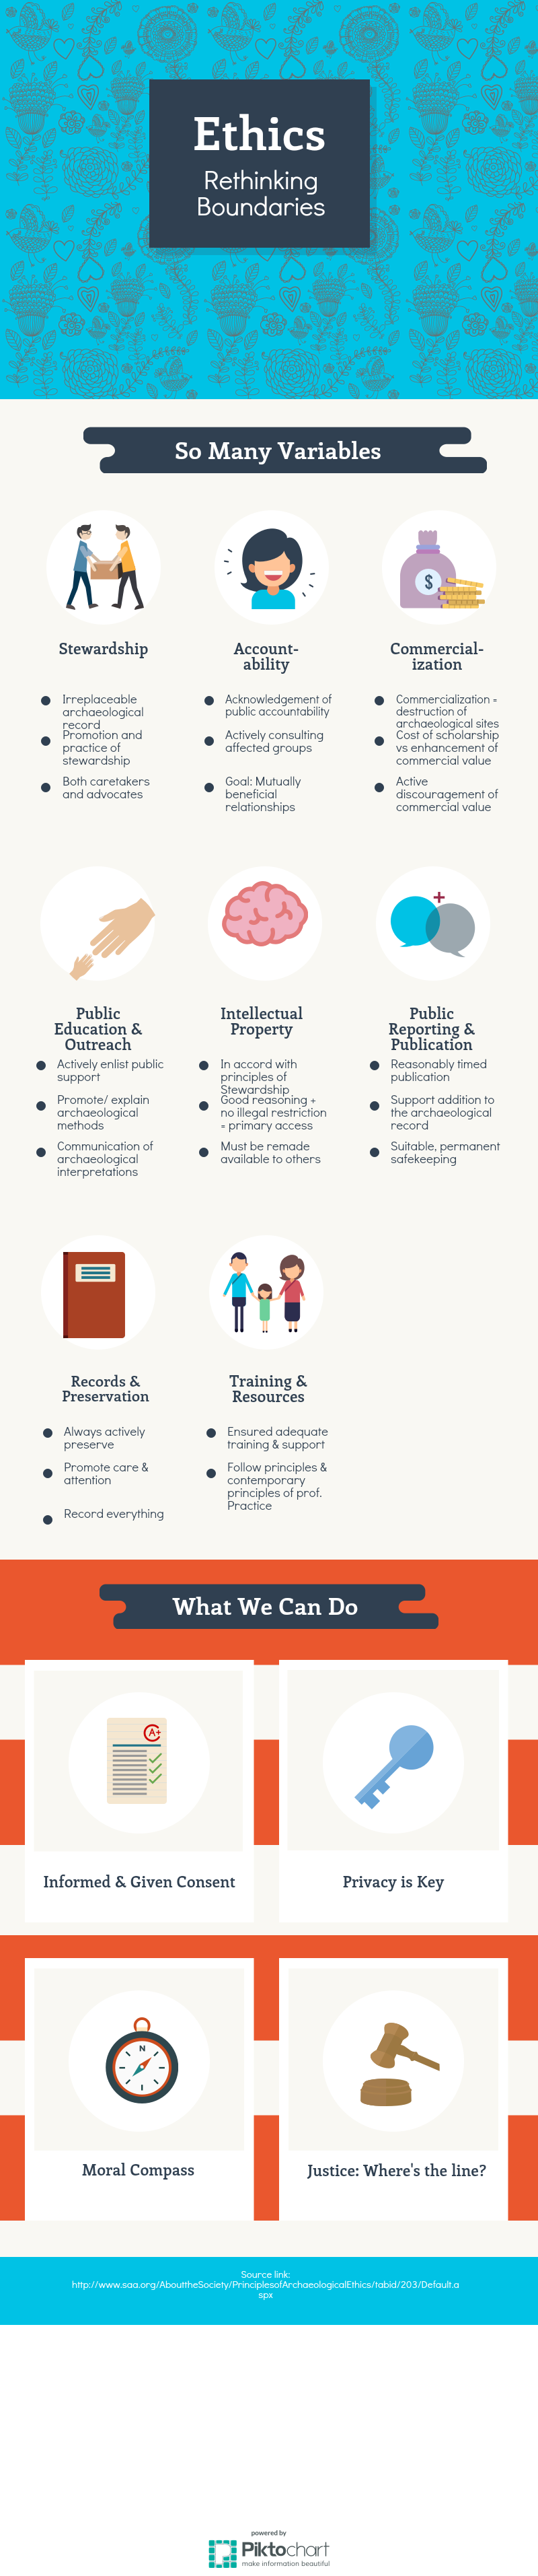 Ethics
Rethinking
Boundaries
So Many Variables
Stewardship
Irreplaceable
archaeological
record
Promotion and
practice of
stewardship
Both caretakers
and advocates
Account-
ability
Acknowledgement of
public accountability
Actively consulting
affected groups
Goal: Mutually
beneficial
relationships
$
Commercial-
ization
Commercialization =
destruction of
archaeological sites
Cost of scholarship
vs enhancement of
commercial value
Active
discouragement of
commercial value
Public
Education &
Outreach
Actively enlist public
support
Promote/ explain
archaeological
methods
Communication of
archaeological
interpretations
Intellectual
Property
In accord with
principles of
Stewardship
Good reasoning +
no illegal restriction
= primary access
Must be remade
available to others
Public
Reporting &
Publication
Reasonably timed
publication
Support addition to
the archaeological
record
Suitable, permanent
safekeeping
Records &
Preservation
Always actively
preserve
Promote care &
attention
Record everything
Training &
Resources
Ensured adequate
training & support
Follow principles &
contemporary
principles of prof.
Practice
What We Can Do
A+
Informed & Given Consent
Privacy is Key
N
Moral Compass
Justice: Where's the line?
Source link:
http://www.saa.org/AbouttheSociety/PrinciplesofArchaeologicalEthics/tabid/203/Default.a
spx
powered by
Piktochart
make information beautiful